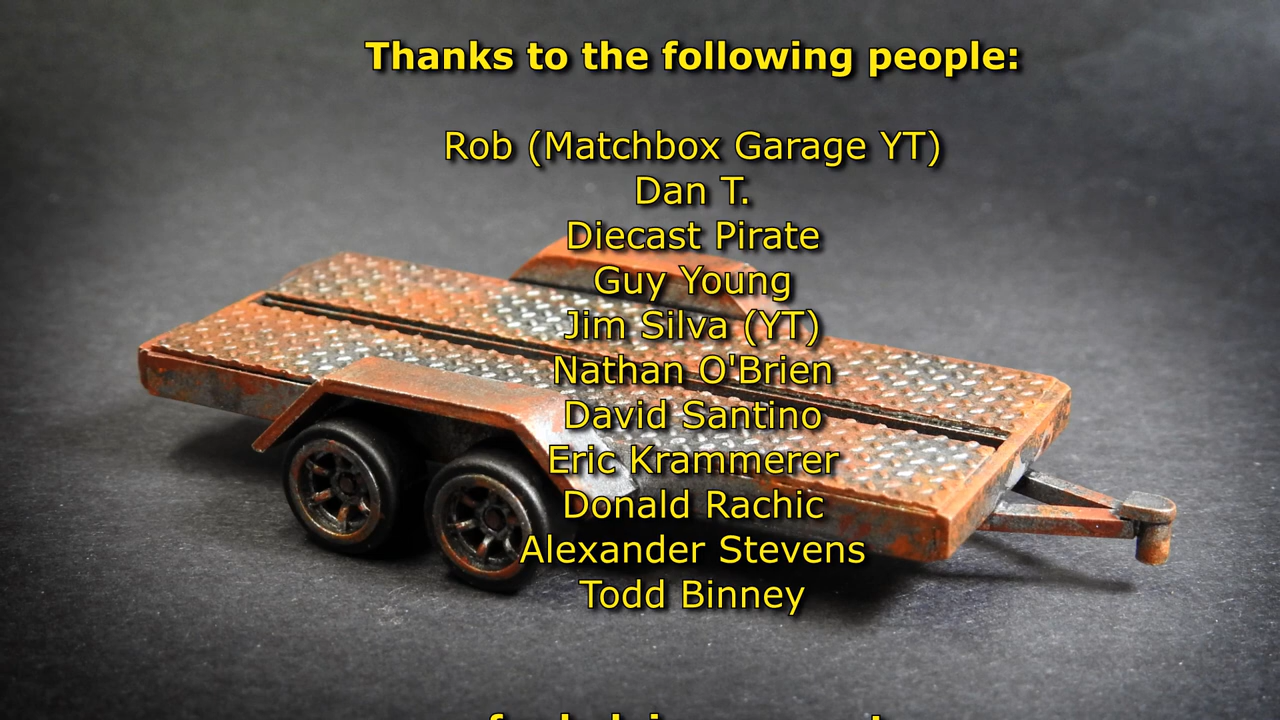 Thanks to the following people:
Rob (Matchbox Garage YT)
Dan T.
Diecast Pirate
Guy Young
Jim Silva (YT)
Nathan O'Brien
David Santino
Eric Krammerer
Donald Rachic
Alexander Stevens
Todd Binney